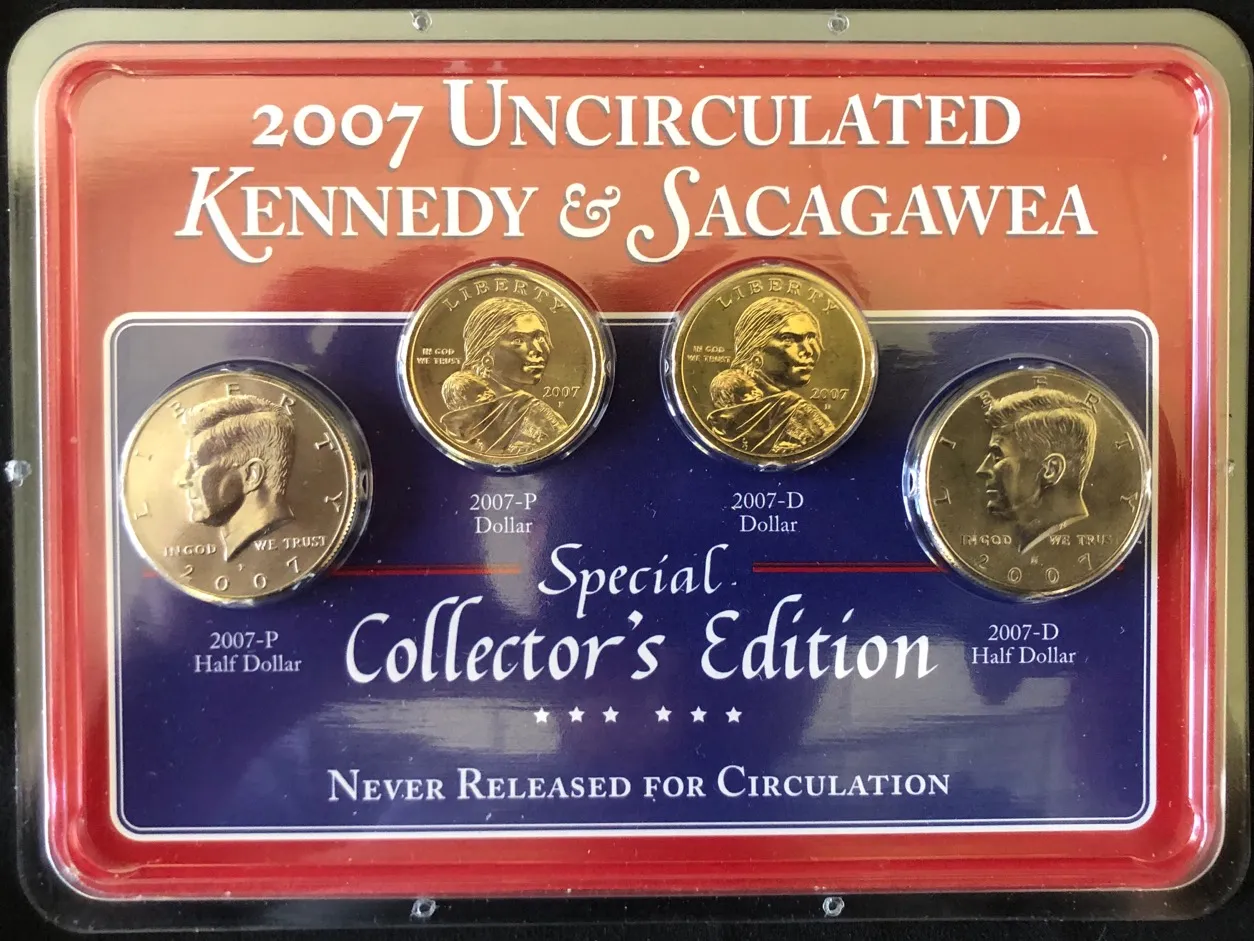 2007 UNCIRCULATED
KENNEDY & SACAGAWEA
LIBERTY
IN GOD
WE TRUST
2007
P
LIBERTY
IN GOD
WE TRUST
2007
D
LIBERTY
IN GOD WE TRUST
P
2007
LIBERTY
IN GOD WE TRUS
2007
2007-P
Dollar
2007-D
Dollar
Special
Collector's Edition
2007-P
Half Dollar
2007-D
Half Dollar
NEVER RELEASED FOR CIRCULATION